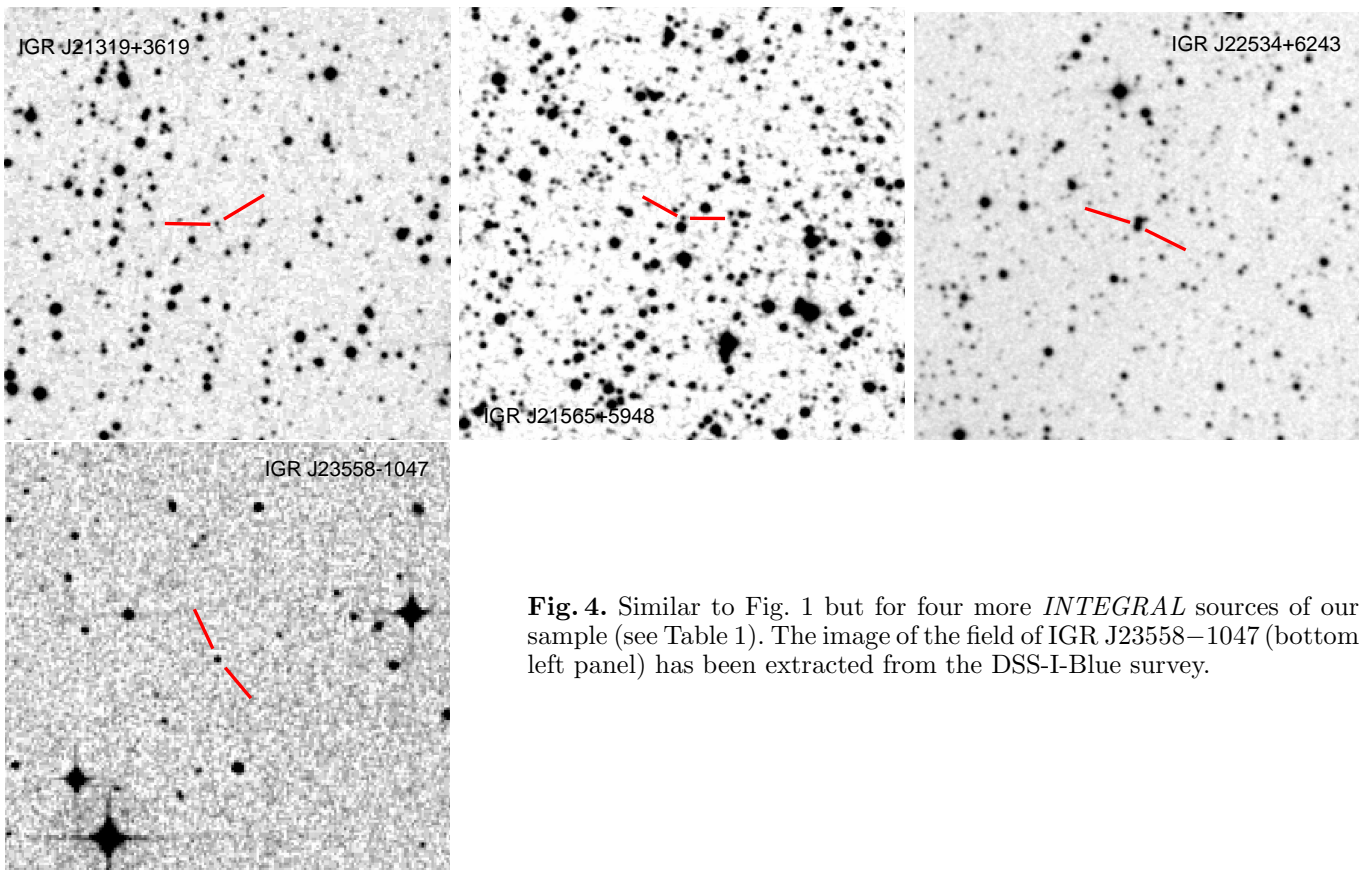 IGR J21319+3619
IGR J22534+6243
IGR J21565+5948
IGR J23558-1047
Fig. 4. Similar to Fig. 1 but for four more INTEGRAL sources of our
sample (see Table 1). The image of the field of IGR J23558−1047 (bottom
left panel) has been extracted from the DSS-I-Blue survey.